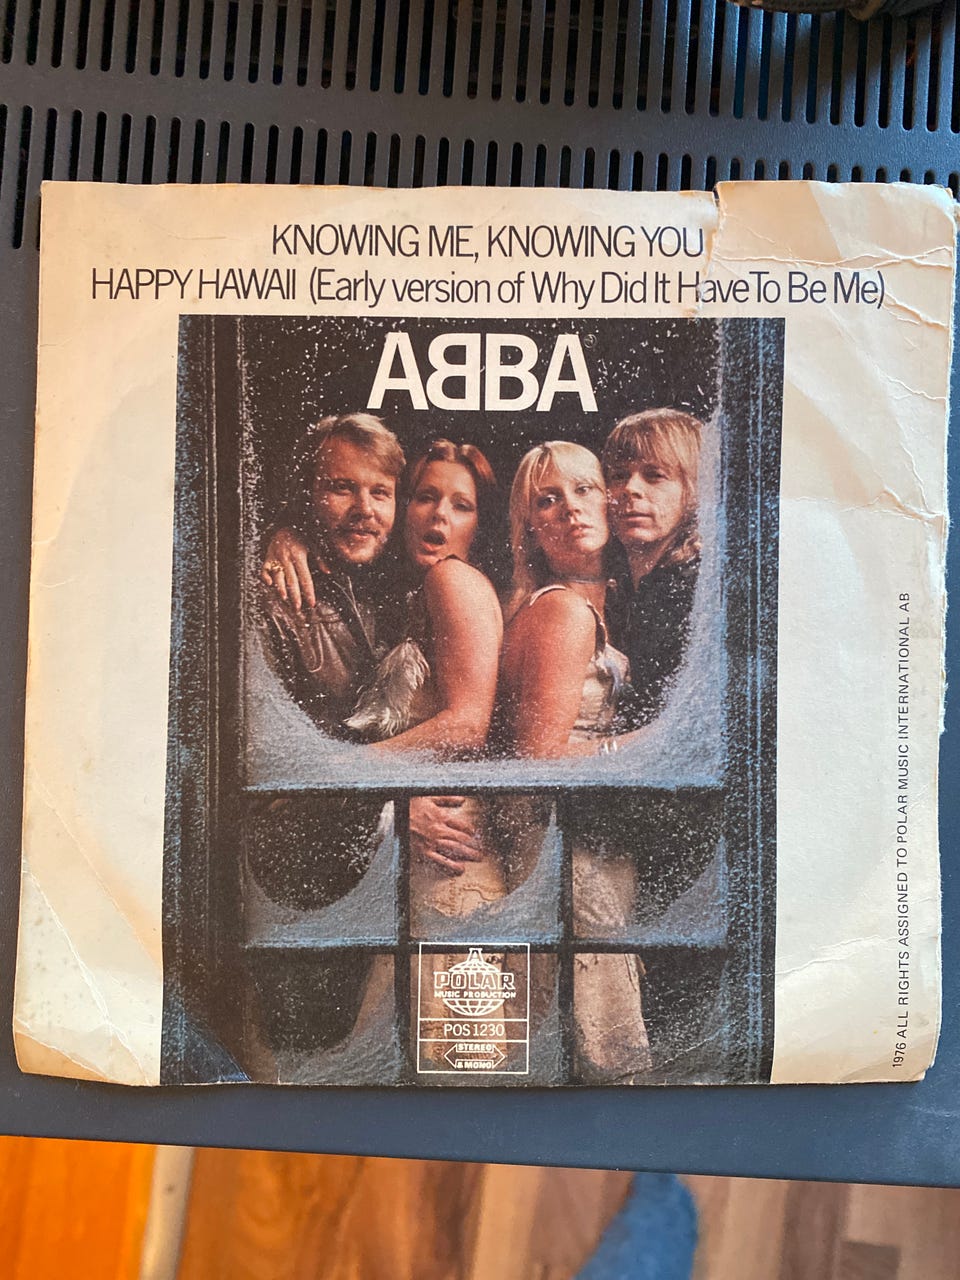 KNOWING ME, KNOWING YOU
HAPPY HAWAII (Early version of Why Did It Have To Be Me)
ABBA
A
POLAR
MUSIC PRODUCTION
POS 1230
STEREO
& MONO
1976 ALL RIGHTS ASSIGNED TO POLAR MUSIC INTERNATIONAL AB